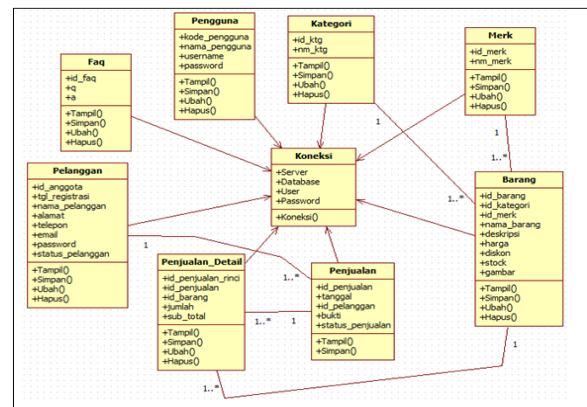 Pengguna
+kode_pengguna
+nama_pengguna
+username
+password
+Tampil()
+Simpan()
+Ubah()
+Hapus()
Kategori
+id_ktg
+nm_ktg
+Tampil()
+Simpan()
+Ubah()
+Hapus()
Merk
+id_merk
+nm_merk
+Tampil()
+Simpan()
+Ubah()
+Hapus()
Faq
+id_faq
+q
+a
+Tampil()
+Simpan()
+Ubah()
+Hapus()
1
1
Koneksi
+Server
+Database
+User
+Password
+Koneksi()
1..*
1..*
Pelanggan
+id_anggota
+tgl_registrasi
+nama_pelanggan
+alamat
+telepon
+email
+password
+status_pelanggan
+Tampil()
+Simpan()
+Ubah()
+Hapus()
Barang
+id_barang
+id_kategori
+id_merk
+nama_barang
+deskripsi
+harga
+diskon
+stock
+gambar
+Tampil()
+Simpan()
+Ubah()
+Hapus()
1
1..*
Penjualan_Detail
+id_penjualan_rinci
+id_penjualan
+id_barang
+jumlah
+sub_total
+Tampil()
+Simpan()
+Ubah()
+Hapus()
1..*
1
Penjualan
+id_penjualan
+tanggal
+id_pelanggan
+bukti
+status_penjualan
+Tampil()
+Simpan()
1
1..*